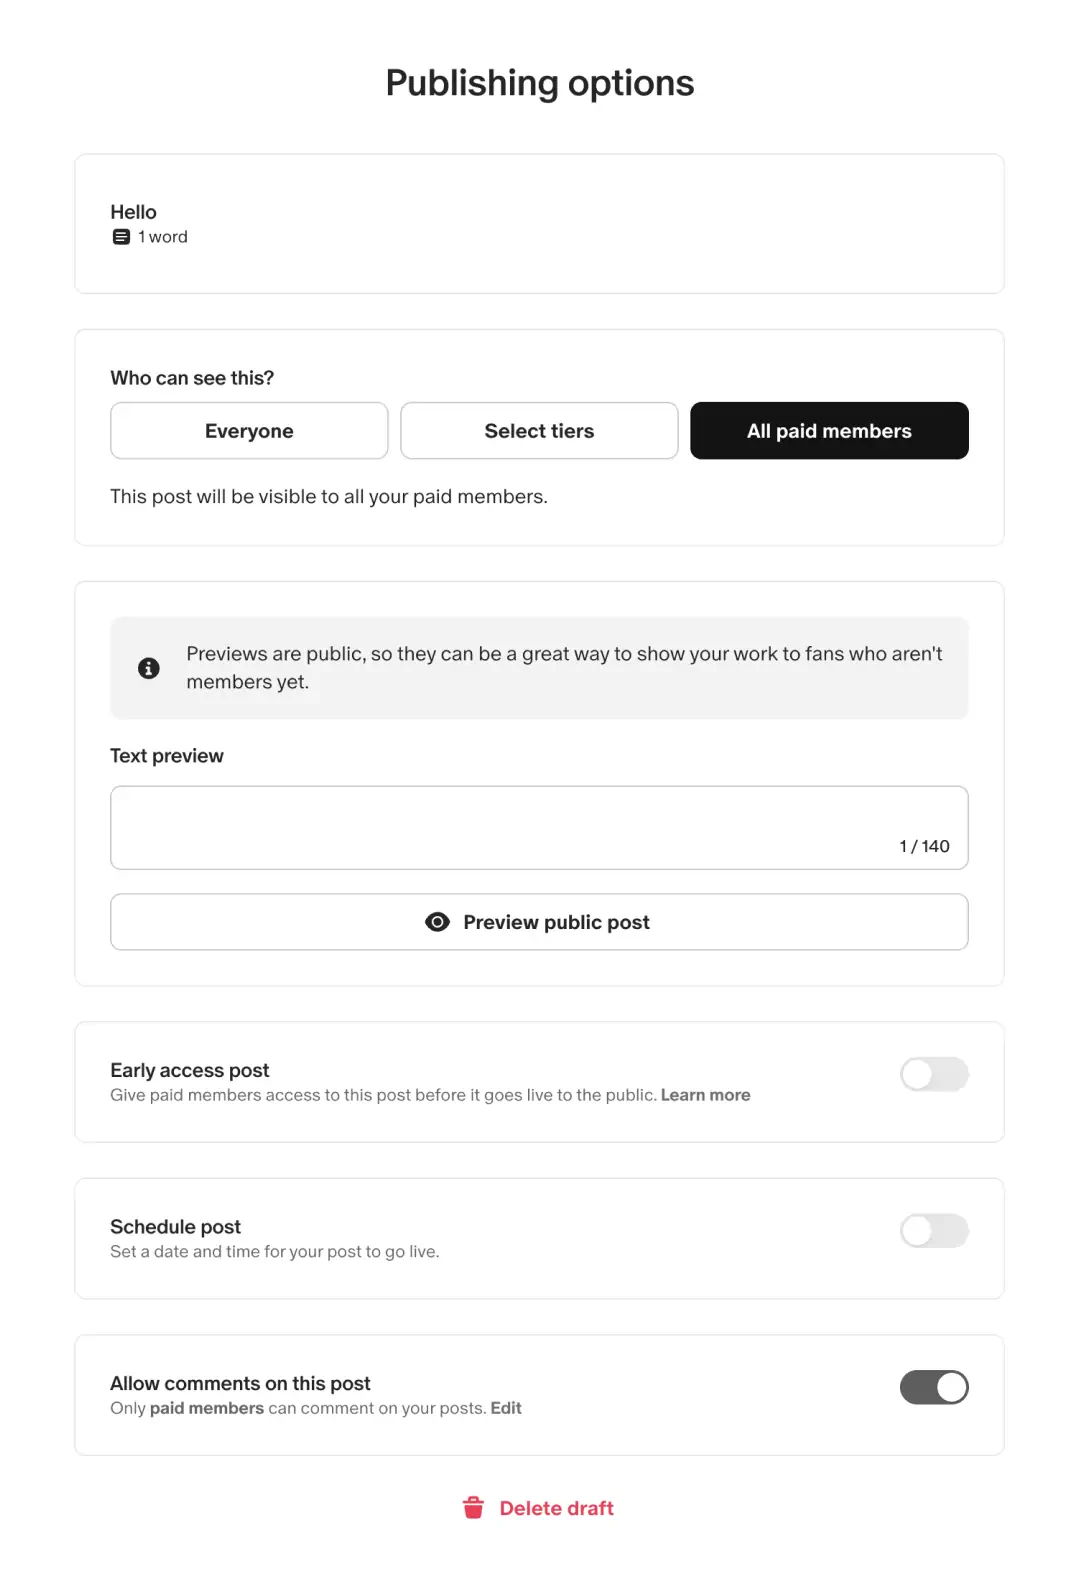 Publishing options
Hello
1 word
Who can see this?
Everyone
Select tiers
All paid members
This post will be visible to all your paid members.
Previews are public, so they can be a great way to show your work to fans who aren't
members yet.
Text preview
1 / 140
Preview public post
Early access post
Give paid members access to this post before it goes live to the public. Learn more
Schedule post
Set a date and time for your post to go live.
Allow comments on this post
Only paid members can comment on your posts. Edit
Delete draft